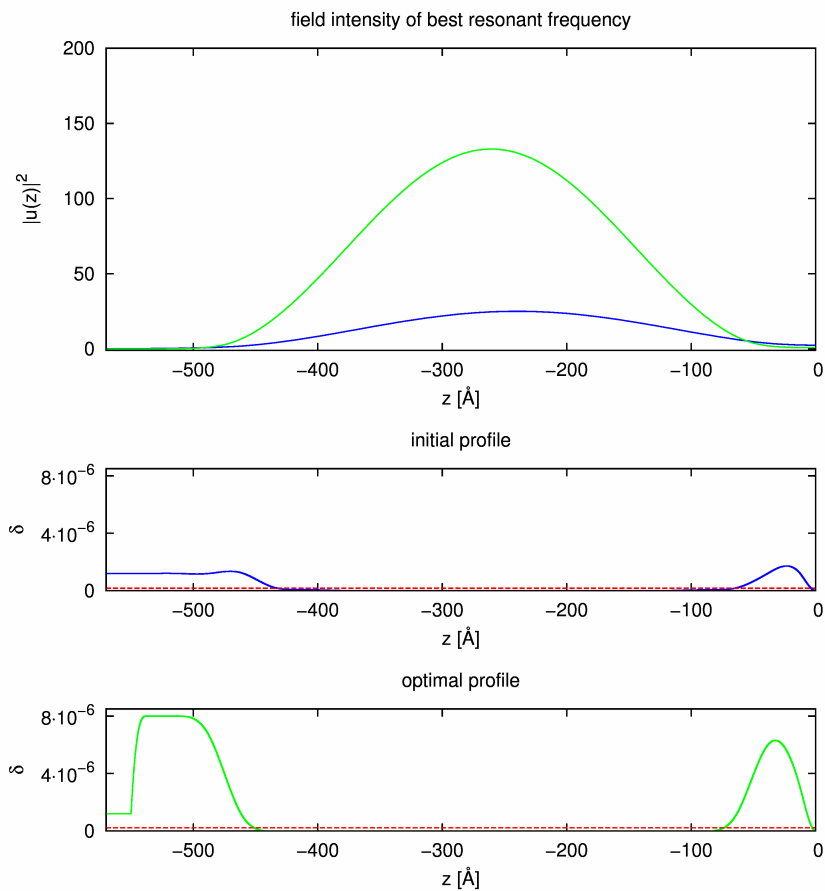 field intensity of best resonant frequency
200
150
100
50
0
|u(z)|²
−500 −400 −300 −200 −100 0
z [Å]
initial profile
8·10⁻⁶
4·10⁻⁶
0
δ
−500 −400 −300 −200 −100 0
z [Å]
optimal profile
8·10⁻⁶
4·10⁻⁶
0
δ
−500 −400 −300 −200 −100 0
z [Å]